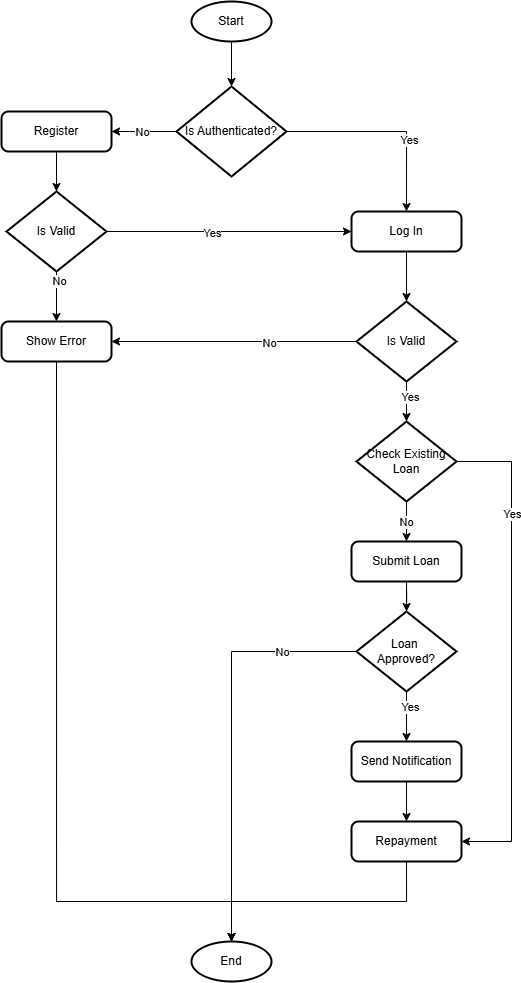 Start
Is Authenticated?
No
Yes
Register
Is Valid
Yes
Log In
No
Show Error
No
Is Valid
Yes
Check Existing
Loan
Yes
No
Submit Loan
Loan
Approved?
No
Yes
Send Notification
Repayment
End